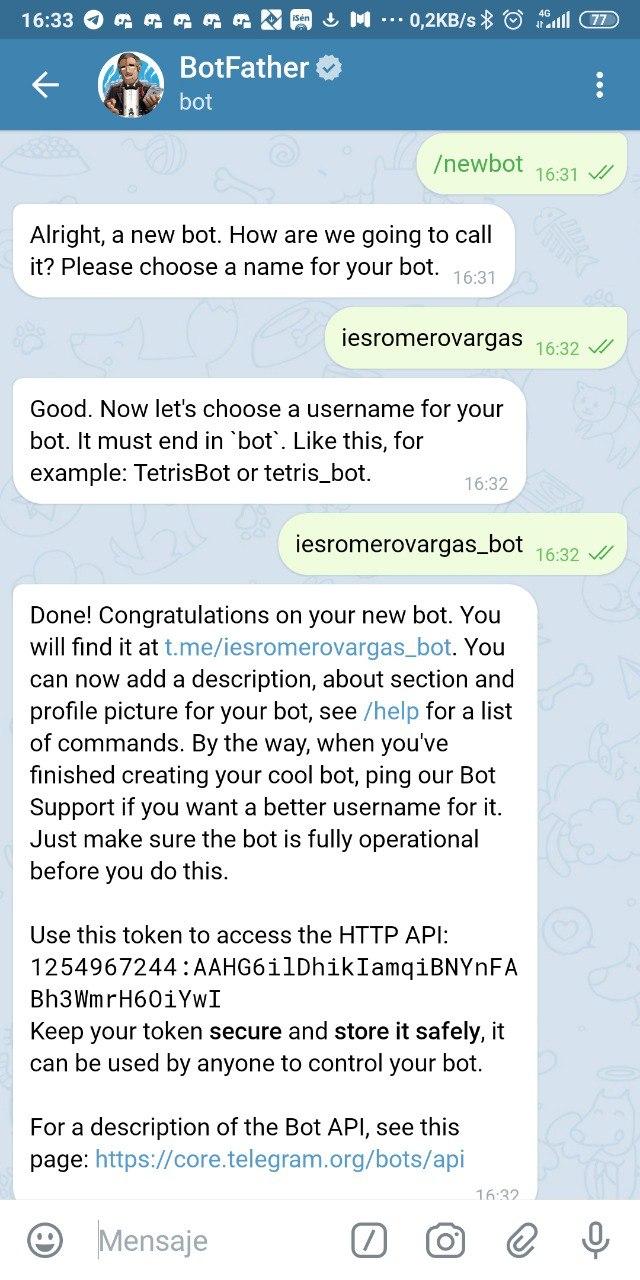 16:33 iSén 0,2KB/s 4G 77
BotFather
bot
/newbot 16:31
Alright, a new bot. How are we going to call
it? Please choose a name for your bot. 16:31
iesromerovargas 16:32
Good. Now let's choose a username for your
bot. It must end in `bot`. Like this, for
example: TetrisBot or tetris_bot. 16:32
iesromerovargas_bot 16:32
Done! Congratulations on your new bot. You
will find it at t.me/iesromerovargas_bot. You
can now add a description, about section and
profile picture for your bot, see /help for a list
of commands. By the way, when you've
finished creating your cool bot, ping our Bot
Support if you want a better username for it.
Just make sure the bot is fully operational
before you do this.
Use this token to access the HTTP API:
1254967244:AAHG6ilDhikIamqiBNYnFA
Bh3WmrH6OiYwI
Keep your token secure and store it safely, it
can be used by anyone to control your bot.
For a description of the Bot API, see this
page: https://core.telegram.org/bots/api
16:32
Mensaje